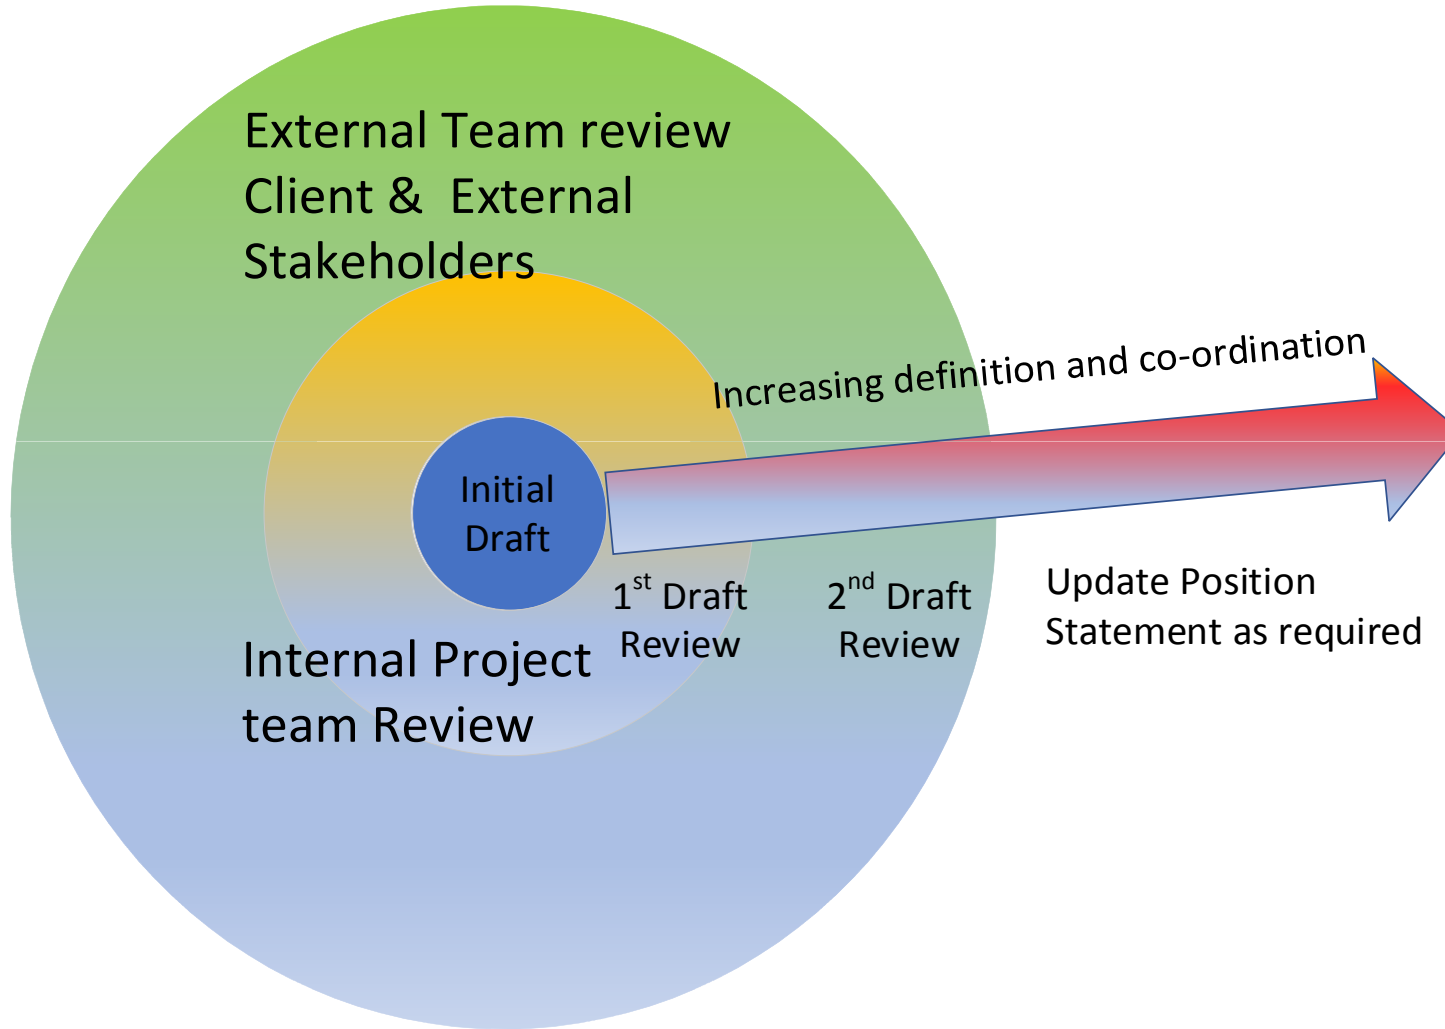 External Team review
Client & External
Stakeholders
Increasing definition and co-ordination
Initial
Draft
1st Draft
Review
2nd Draft
Review
Update Position
Statement as required
Internal Project
team Review